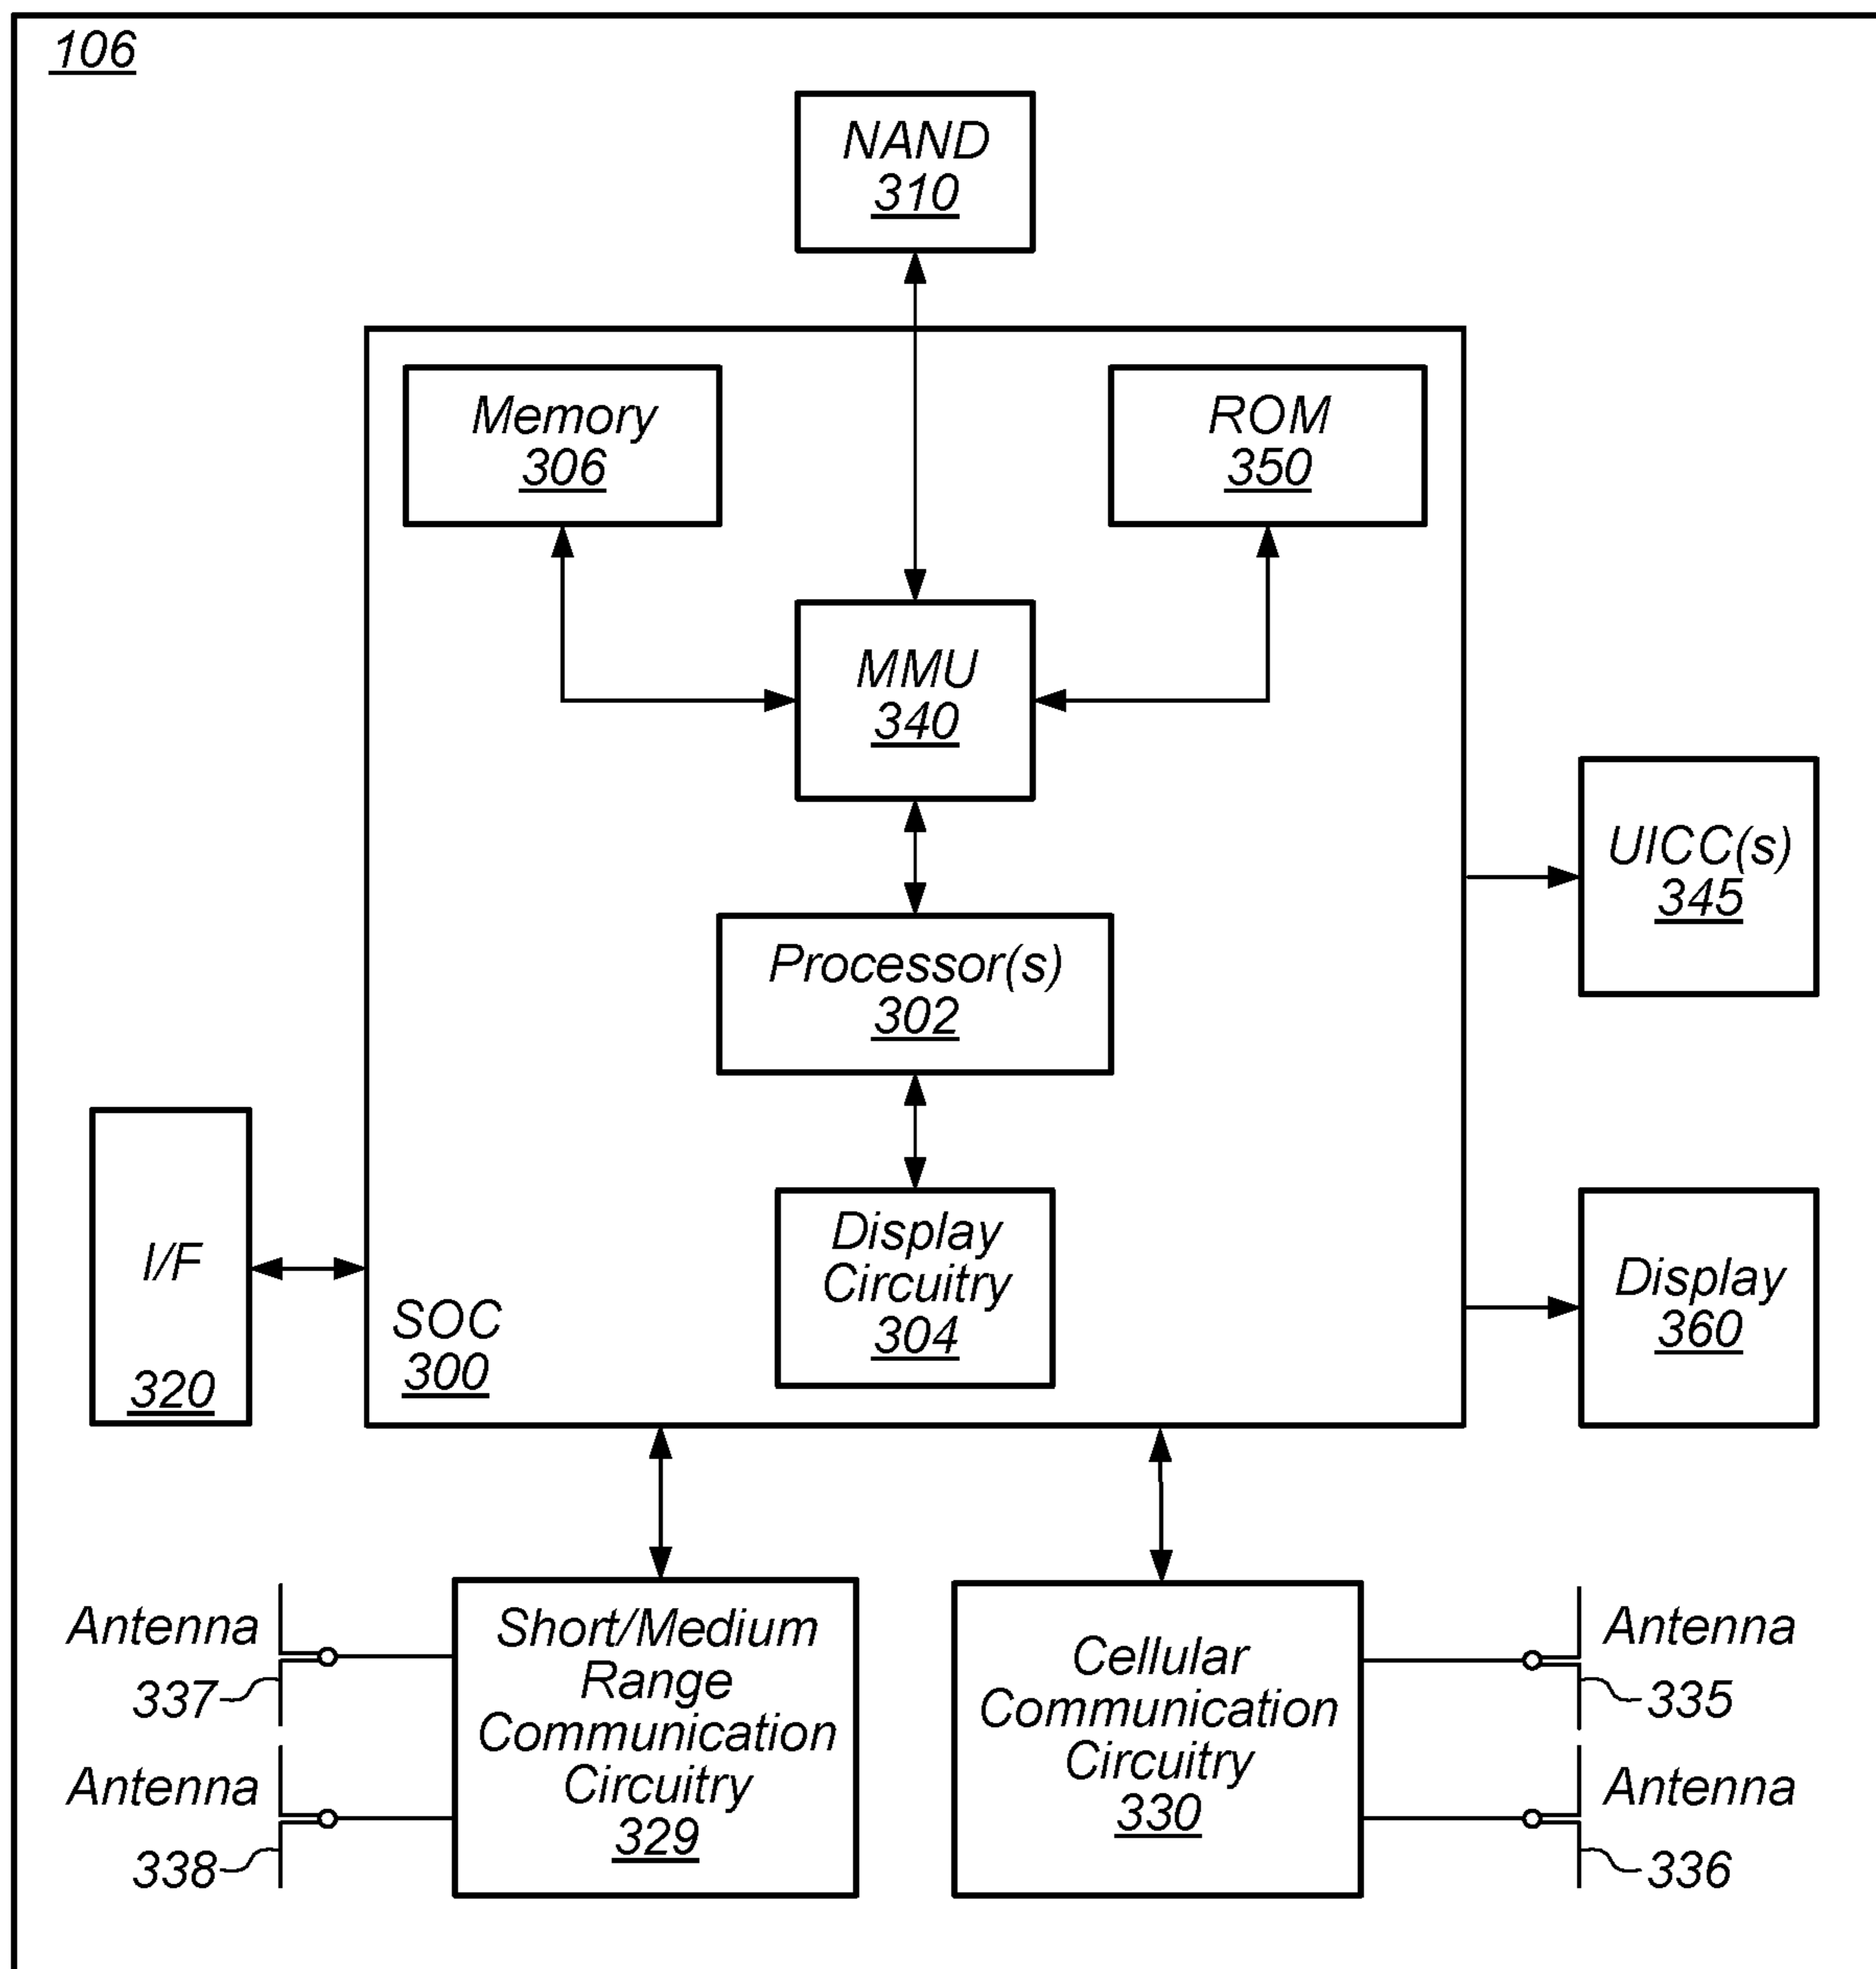 106
NAND
310
Memory
306
ROM
350
MMU
340
UICC(s)
345
Processor(s)
302
I/F
320
Display
Circuitry
304
SOC
300
Display
360
Antenna
337
Antenna
338
Short/Medium
Range
Communication
Circuitry
329
Cellular
Communication
Circuitry
330
Antenna
335
Antenna
336